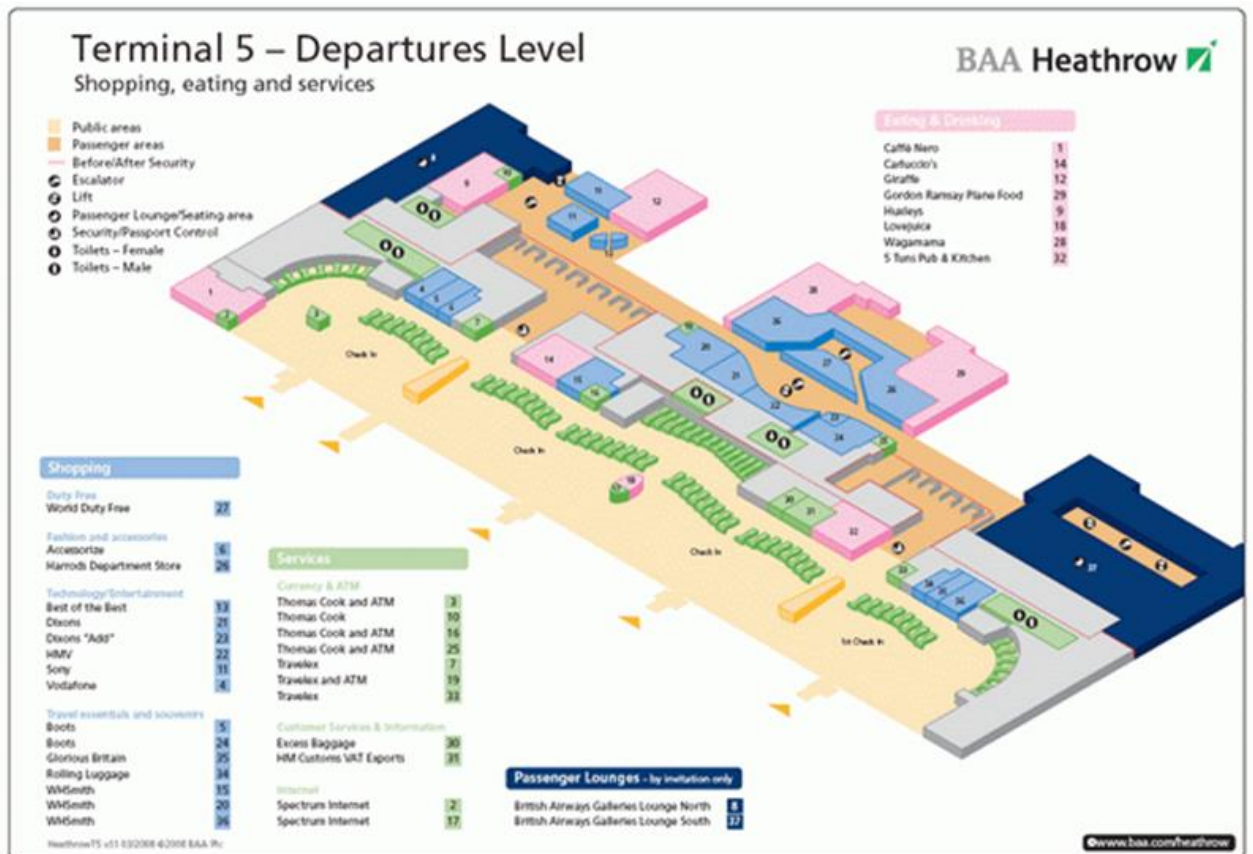 Terminal 5 – Departures Level
Shopping, eating and services
BAA Heathrow
Public areas
Passenger areas
Before/After Security
Escalator
Lift
Passenger Lounge/Seating area
Security/Passport Control
Toilets – Female
Toilets – Male
Eating & Drinking
Caffè Nero 1
Carluccio's 14
Giraffe 12
Gordon Ramsay Plane Food 29
Huxleys 9
Lovejuice 18
Wagamama 28
5 Tuns Pub & Kitchen 32
Check In
Check In
Check In
1st Check In
Shopping
Duty Free
World Duty Free 27
Fashion and accessories
Accessorize 6
Harrods Department Store 26
Technology/Entertainment
Best of the Best 13
Dixons 21
Dixons "Add" 23
HMV 22
Sony 11
Vodafone 4
Travel essentials and souvenirs
Boots 5
Boots 24
Glorious Britain 35
Rolling Luggage 34
WHSmith 15
WHSmith 20
WHSmith 36
Services
Currency & ATM
Thomas Cook and ATM 3
Thomas Cook 10
Thomas Cook and ATM 16
Thomas Cook and ATM 25
Travelex 7
Travelex and ATM 19
Travelex 33
Customer Services & Information
Excess Baggage 30
HM Customs VAT Exports 31
Internet
Spectrum Internet 2
Spectrum Internet 17
Passenger Lounges - by invitation only
British Airways Galleries Lounge North 8
British Airways Galleries Lounge South 37
HeathrowT5 v11 03/2008 ©2008 BAA Plc
www.baa.com/heathrow